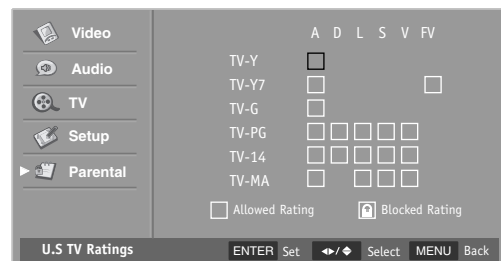 Video
Audio
TV
Setup
Parental
A D L S V FV
TV-Y
TV-Y7
TV-G
TV-PG
TV-14
TV-MA
Allowed Rating Blocked Rating
U.S TV Ratings ENTER Set ◄►/◆ Select MENU Back